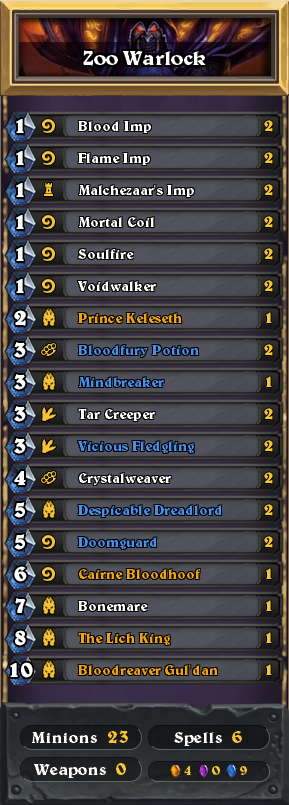 Zoo Warlock
1 Blood Imp 2
1 Flame Imp 2
1 Malchezaar's Imp 2
1 Mortal Coil 2
1 Soulfire 2
1 Voidwalker 2
2 Prince Keleseth 1
3 Bloodfury Potion 2
3 Mindbreaker 1
3 Tar Creeper 2
3 Vicious Fledgling 2
4 Crystalweaver 2
5 Despicable Dreadlord 2
5 Doomguard 2
6 Cairne Bloodhoof 1
7 Bonemare 1
8 The Lich King 1
10 Bloodreaver Gul'dan 1
Minions 23 Spells 6
Weapons 0 4 0 9